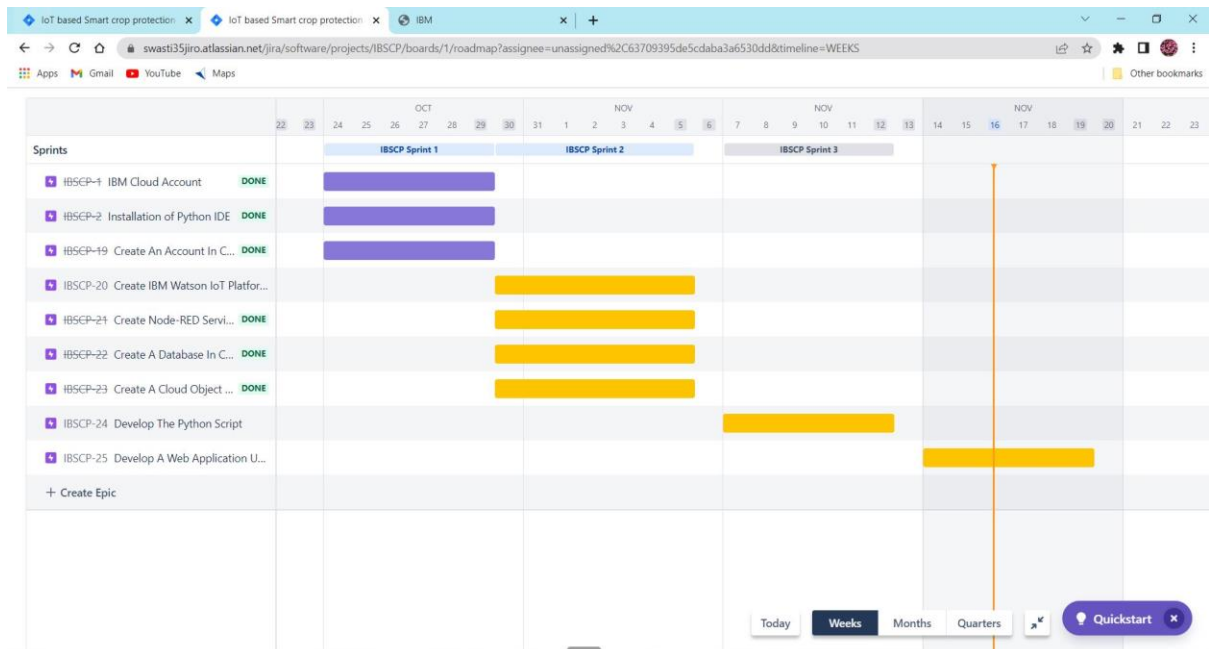 IoT based Smart crop protection
IoT based Smart crop protection
IBM
swasti35jiro.atlassian.net/jira/software/projects/IBSCP/boards/1/roadmap?assignee=unassigned%2C63709395de5cdaba3a6530dd&timeline=WEEKS
Apps Gmail YouTube Maps Other bookmarks
OCT NOV NOV NOV
22 23 24 25 26 27 28 29 30 31 1 2 3 4 5 6 7 8 9 10 11 12 13 14 15 16 17 18 19 20 21 22 23
Sprints IBSCP Sprint 1 IBSCP Sprint 2 IBSCP Sprint 3
IBSCP-1 IBM Cloud Account DONE
IBSCP-2 Installation of Python IDE DONE
IBSCP-19 Create An Account In C... DONE
IBSCP-20 Create IBM Watson IoT Platfor...
IBSCP-21 Create Node-RED Servi... DONE
IBSCP-22 Create A Database In C... DONE
IBSCP-23 Create A Cloud Object ... DONE
IBSCP-24 Develop The Python Script
IBSCP-25 Develop A Web Application U...
+ Create Epic
Today Weeks Months Quarters Quickstart